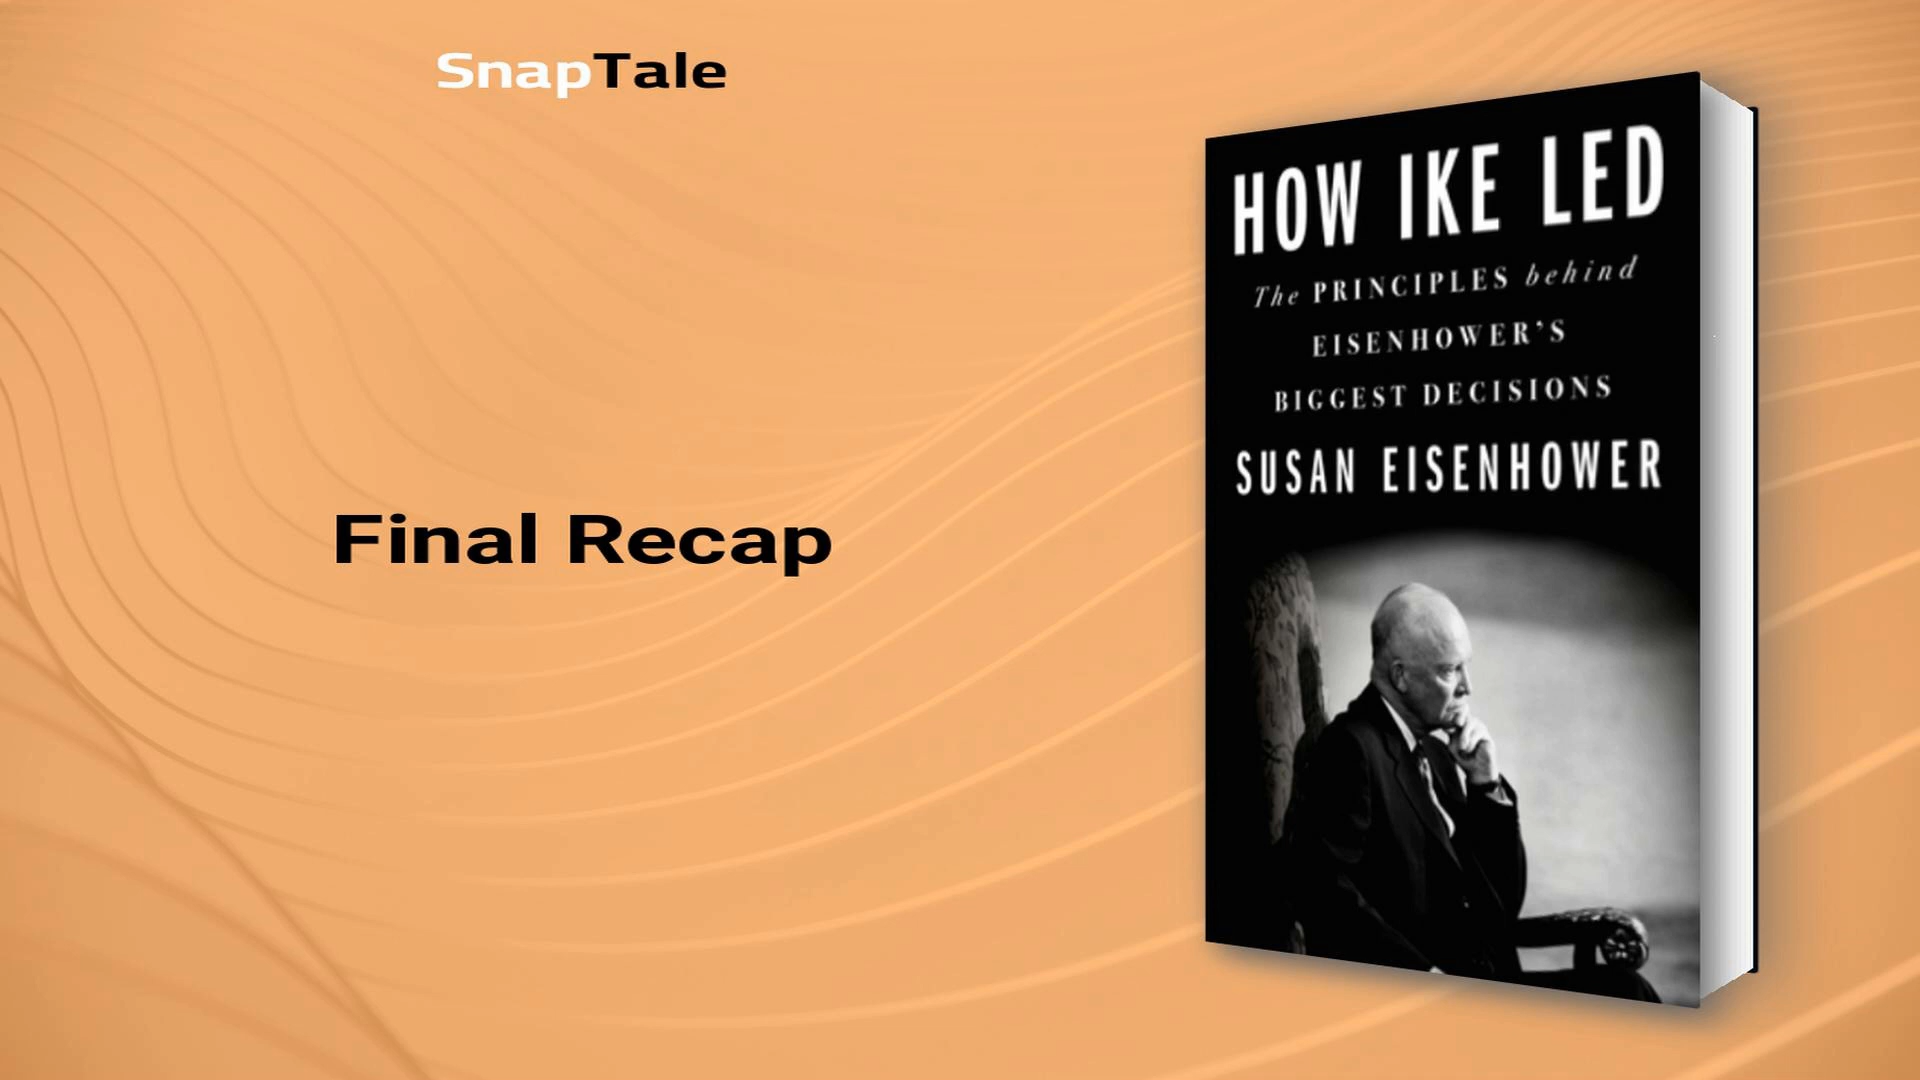 SnapTale
Final Recap
HOW IKE LED
The PRINCIPLES behind
EISENHOWER'S
BIGGEST DECISIONS
SUSAN EISENHOWER